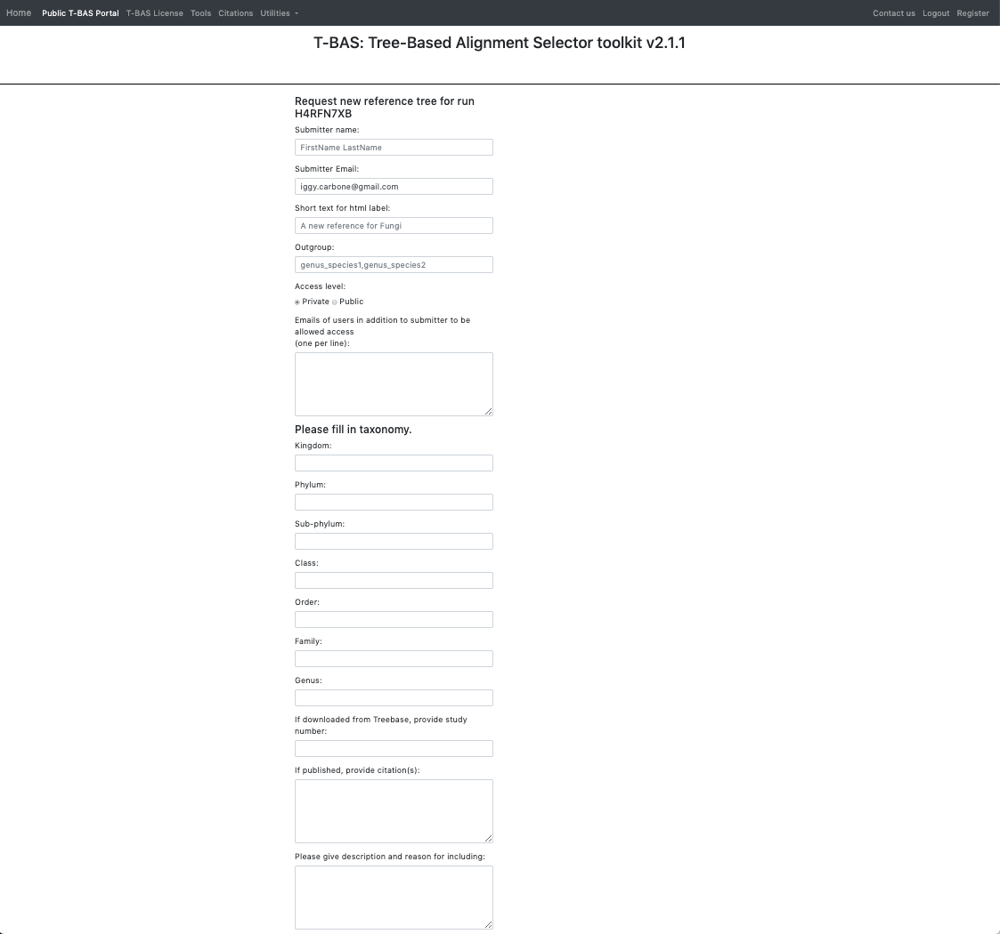 Home Public T-BAS Portal T-BAS License Tools Citations Utilities Contact us Logout Register
T-BAS: Tree-Based Alignment Selector toolkit v2.1.1
Request new reference tree for run
H4RFN7XB
Submitter name:
FirstName LastName
Submitter Email:
iggy.carbone@gmail.com
Short text for html label:
A new reference for Fungi
Outgroup:
genus_species1,genus_species2
Access level:
Private Public
Emails of users in addition to submitter to be
allowed access
(one per line):
Please fill in taxonomy.
Kingdom:
Phylum:
Sub-phylum:
Class:
Order:
Family:
Genus:
If downloaded from Treebase, provide study
number:
If published, provide citation(s):
Please give description and reason for including: